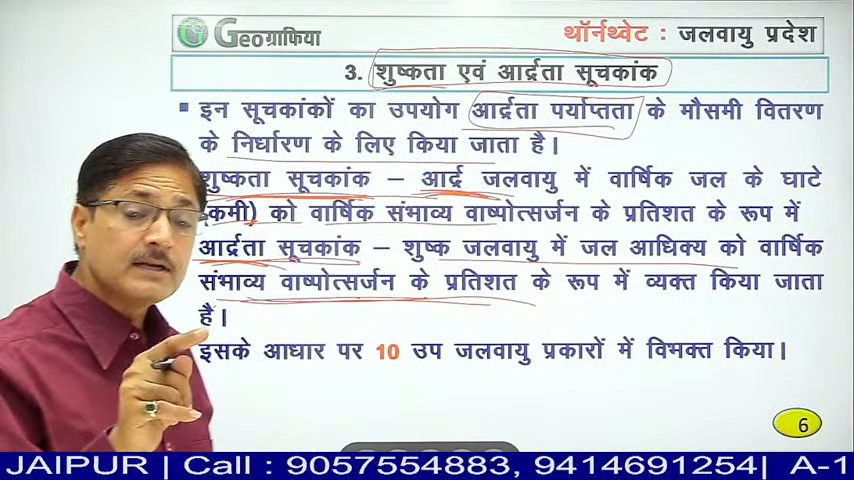 Geoग्राफिया
थॉर्नथ्वेट : जलवायु प्रदेश
3. शुष्कता एवं आर्द्रता सूचकांक
▪ इन सूचकांकों का उपयोग आर्द्रता पर्याप्तता के मौसमी वितरण
के निर्धारण के लिए किया जाता है।
शुष्कता सूचकांक – आर्द्र जलवायु में वार्षिक जल के घाटे
(कमी) को वार्षिक संभाव्य वाष्पोत्सर्जन के प्रतिशत के रूप में
आर्द्रता सूचकांक – शुष्क जलवायु में जल आधिक्य को वार्षिक
संभाव्य वाष्पोत्सर्जन के प्रतिशत के रूप में व्यक्त किया जाता
है।
इसके आधार पर 10 उप जलवायु प्रकारों में विभक्त किया।
6
JAIPUR | Call : 9057554883, 9414691254| A-1